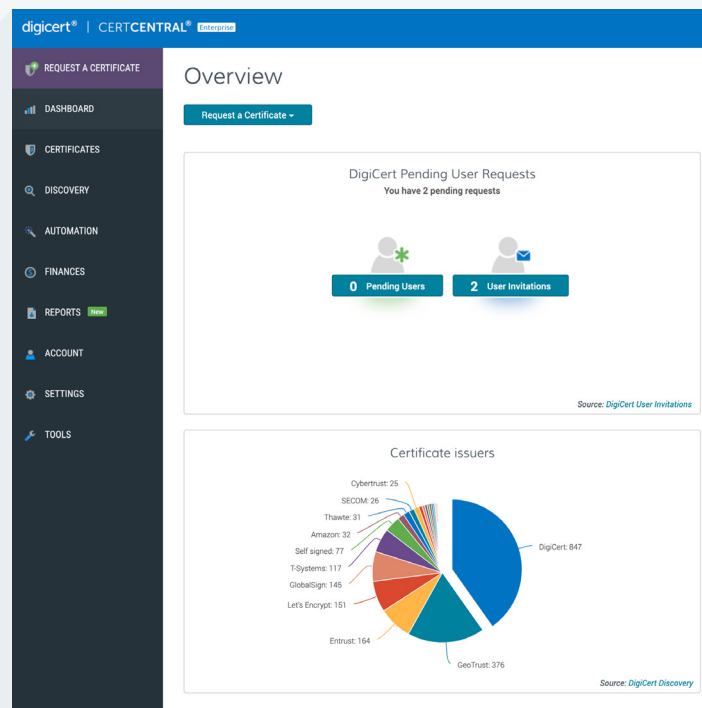 digicert® | CERTCENTRAL® Enterprise
REQUEST A CERTIFICATE
DASHBOARD
CERTIFICATES
DISCOVERY
AUTOMATION
FINANCES
REPORTS New
ACCOUNT
SETTINGS
TOOLS
Overview
Request a Certificate
DigiCert Pending User Requests
You have 2 pending requests
0 Pending Users
2 User Invitations
Source: DigiCert User Invitations
Certificate issuers
Cybertrust: 25
SECOM: 26
Thawte: 31
Amazon: 32
Self signed: 77
T-Systems: 117
GlobalSign: 145
Let's Encrypt: 151
Entrust: 164
GeoTrust: 376
DigiCert: 847
Source: DigiCert Discovery